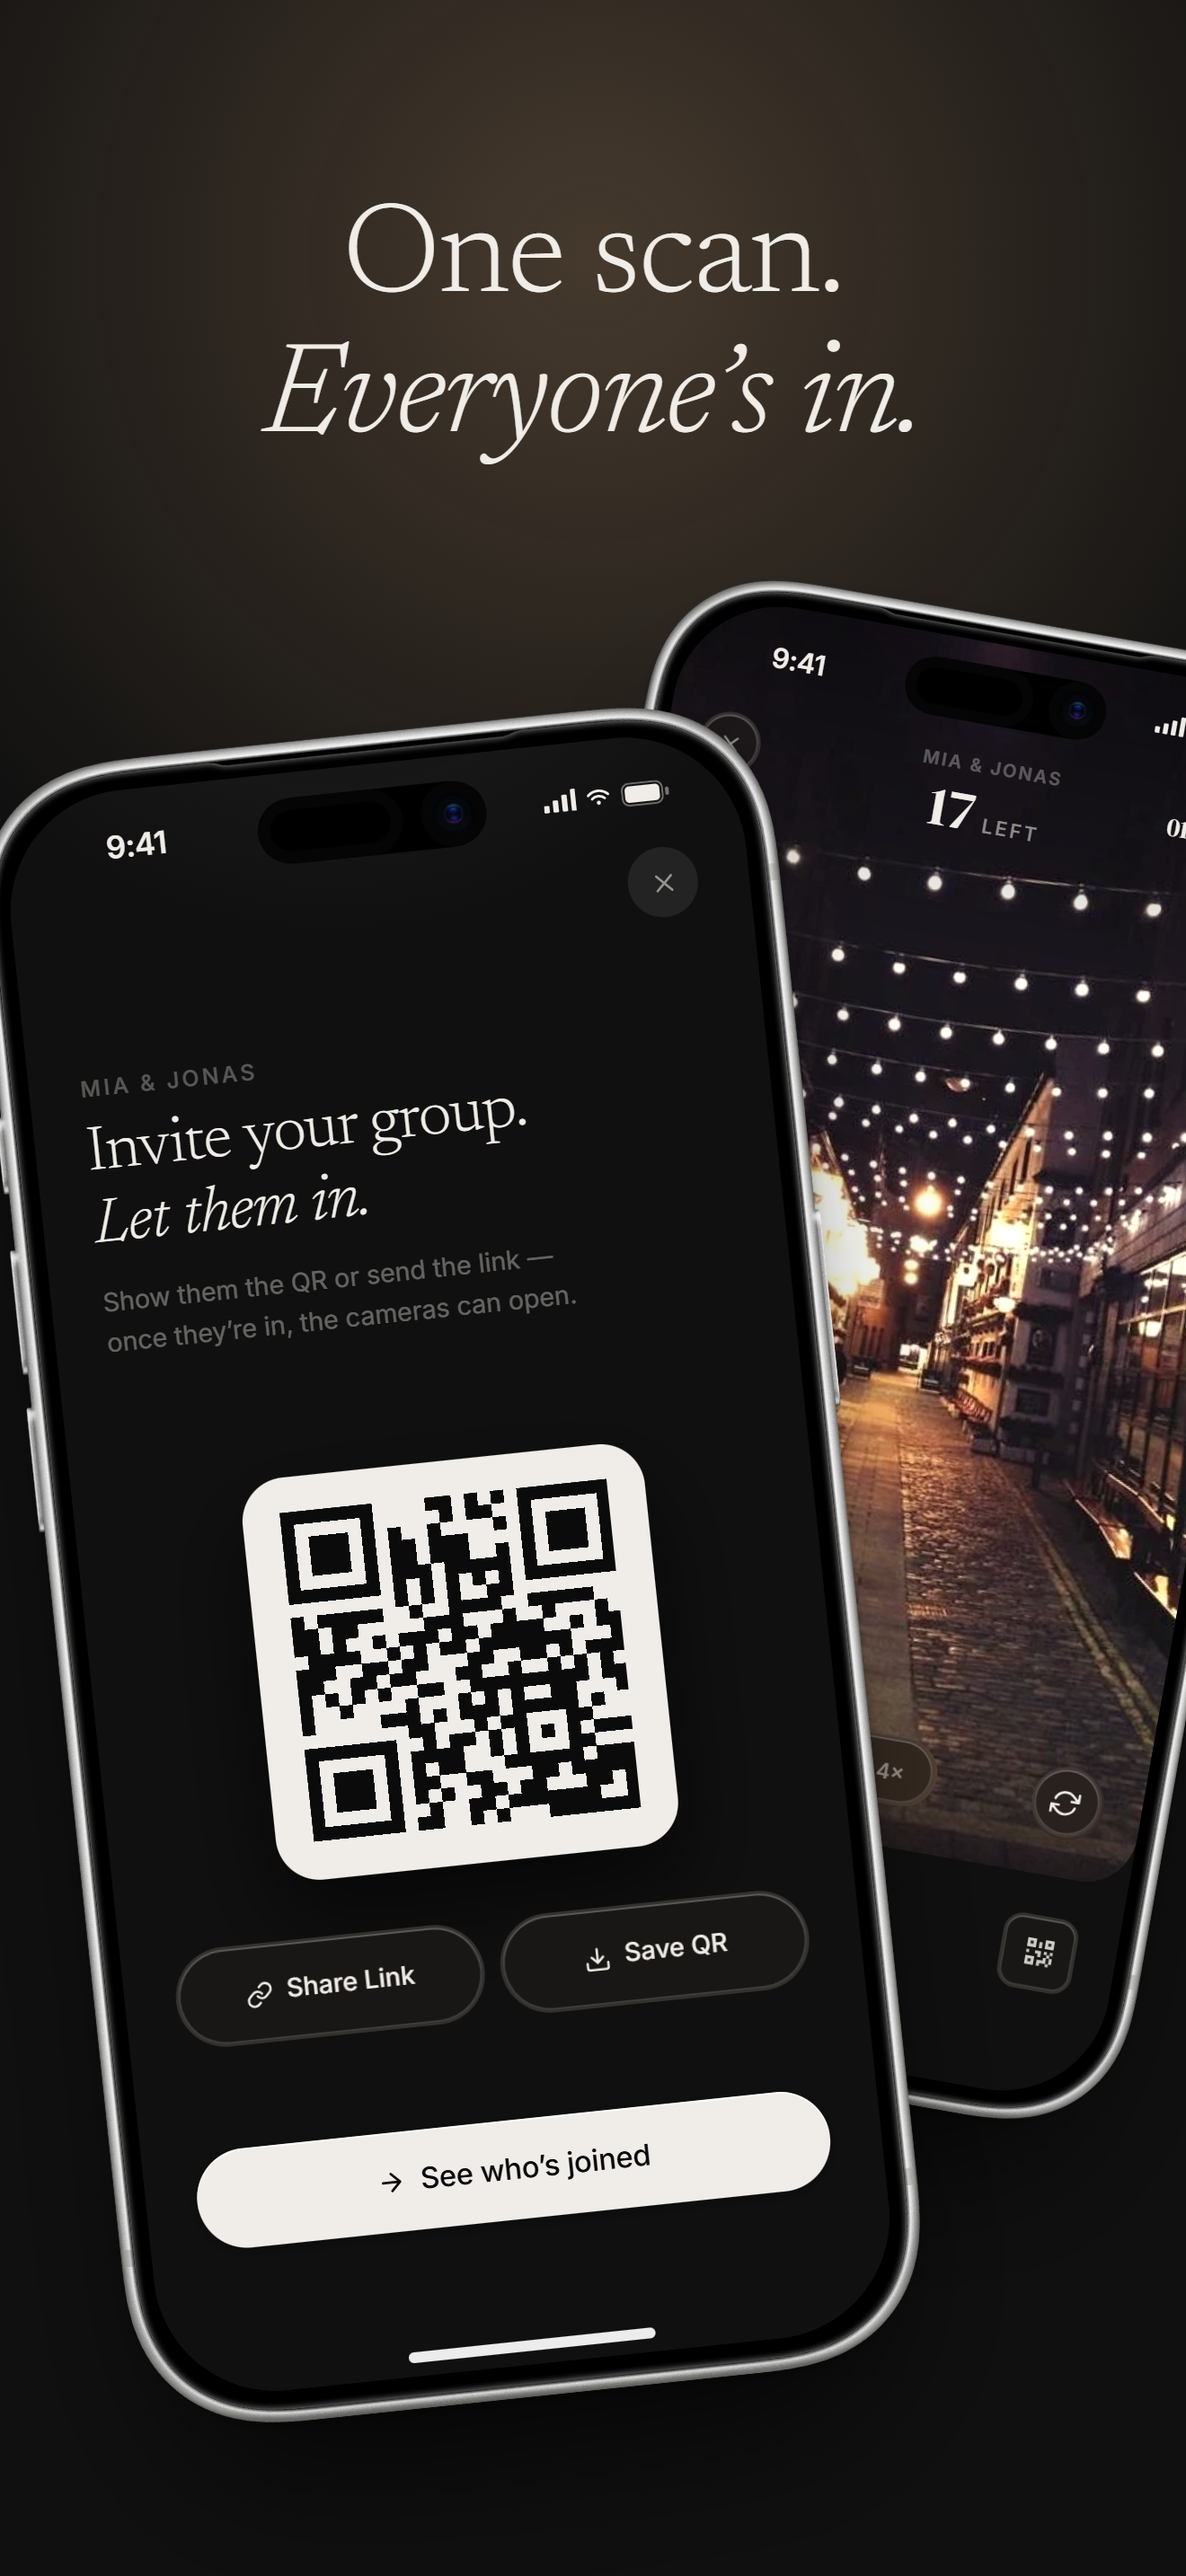 One scan.
Everyone’s in.
9:41
MIA & JONAS
17 LEFT
9:41
MIA & JONAS
Invite your group.
Let them in.
Show them the QR or send the link —
once they’re in, the cameras can open.
Share Link
Save QR
See who’s joined
4×